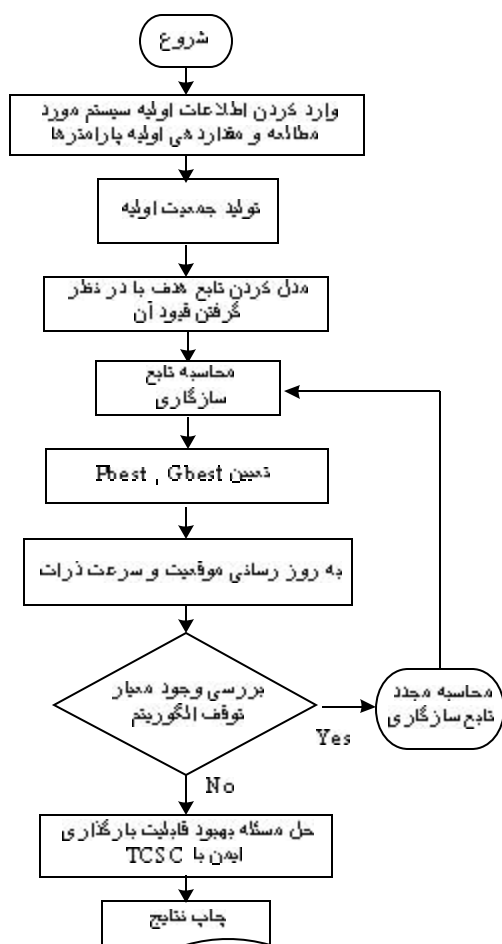 شروع
وارد کردن اطلاعات اولیه سیستم مورد
مطالعه و مقداردهی اولیه پارامترها
تولید جمعیت اولیه
مدل کردن تابع هدف با در نظر
گرفتن قیود آن
محاسبه تابع
سازگاری
تعیین Pbest , Gbest
به روز رسانی موقعیت و سرعت ذرات
بررسی وجود معیار
توقف الگوریتم
Yes
محاسبه مجدد
تابع سازگاری
No
حل مسئله بهبود قابلیت بارگذاری
ایمن با TCSC
چاپ نتایج